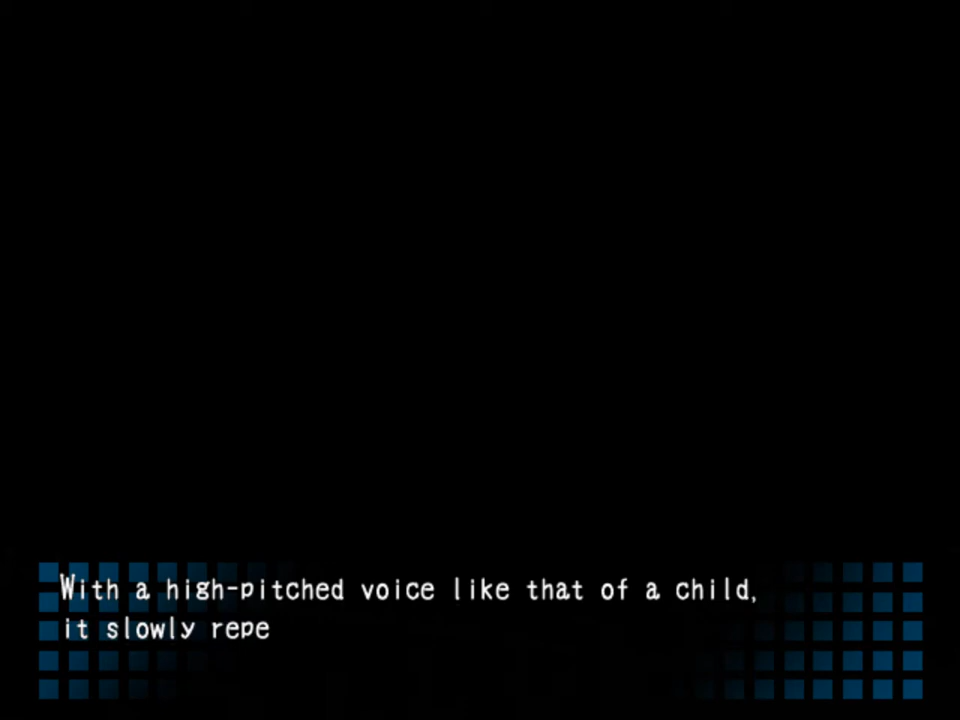 With a high-pitched voice like that of a child,
it slowly repe